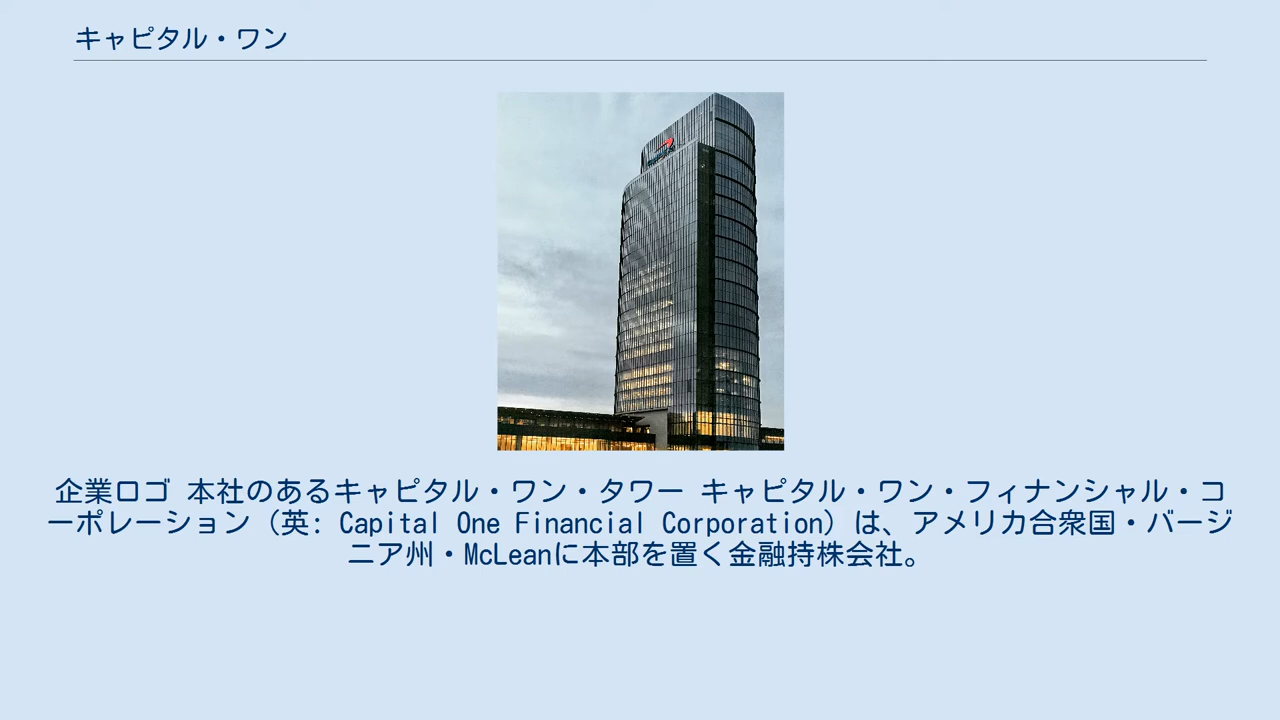 キャピタル・ワン
企業ロゴ 本社のあるキャピタル・ワン・タワー キャピタル・ワン・フィナンシャル・コ
ーポレーション（英: Capital One Financial Corporation）は、アメリカ合衆国・バージ
ニア州・McLeanに本部を置く金融持株会社。